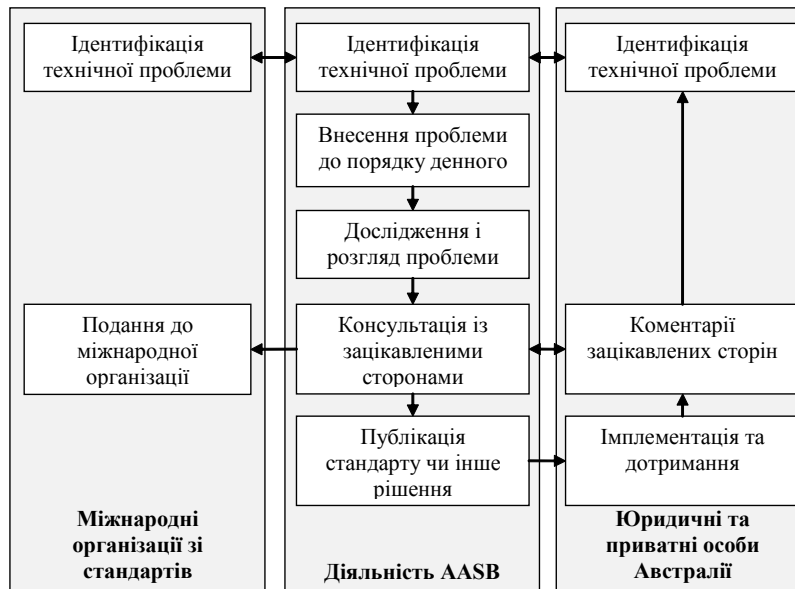 Ідентифікація
технічної проблеми
Ідентифікація
технічної проблеми
Ідентифікація
технічної проблеми
Внесення проблеми
до порядку денного
Дослідження і
розгляд проблеми
Подання до
міжнародної
організації
Консультація із
зацікавленими
сторонами
Коментарії
зацікавлених сторін
Публікація
стандарту чи інше
рішення
Імплементація та
дотримання
Міжнародні
організації зі
стандартів
Діяльність AASB
Юридичні та
приватні особи
Австралії